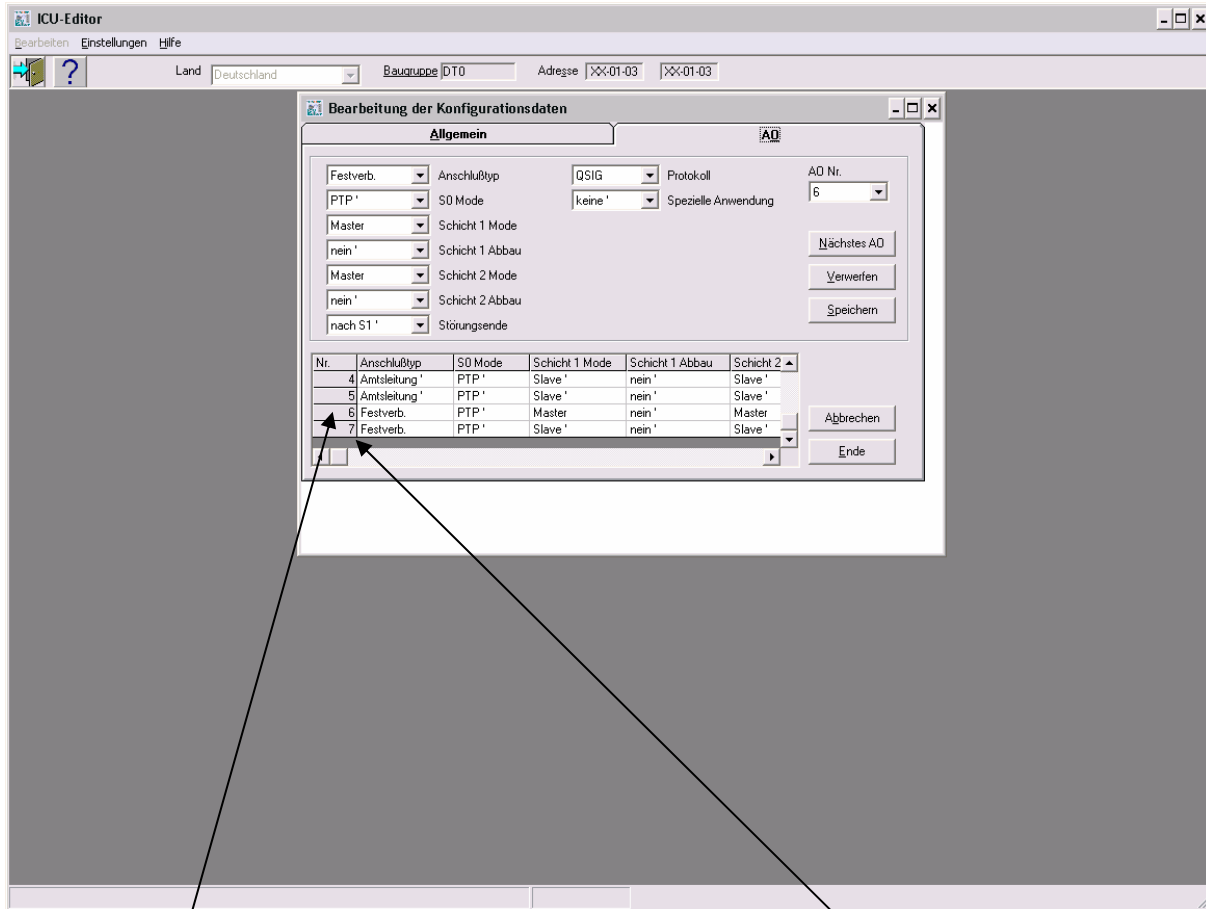 ICU-Editor
Bearbeiten Einstellungen Hilfe
? Land Deutschland Baugruppe DT0 Adresse XX-01-03 XX-01-03
Bearbeitung der Konfigurationsdaten
Allgemein AO
Festverb. Anschlußtyp QSIG Protokoll AO Nr.
PTP ' S0 Mode keine ' Spezielle Anwendung 6
Master Schicht 1 Mode
nein ' Schicht 1 Abbau Nächstes AO
Master Schicht 2 Mode Verwerfen
nein ' Schicht 2 Abbau Speichern
nach S1 ' Störungsende
Nr. Anschlußtyp S0 Mode Schicht 1 Mode Schicht 1 Abbau Schicht 2
4 Amtsleitung ' PTP ' Slave ' nein ' Slave '
5 Amtsleitung ' PTP ' Slave ' nein ' Slave '
6 Festverb. PTP ' Master nein ' Master
7 Festverb. PTP ' Slave ' nein ' Slave '
Abbrechen
Ende